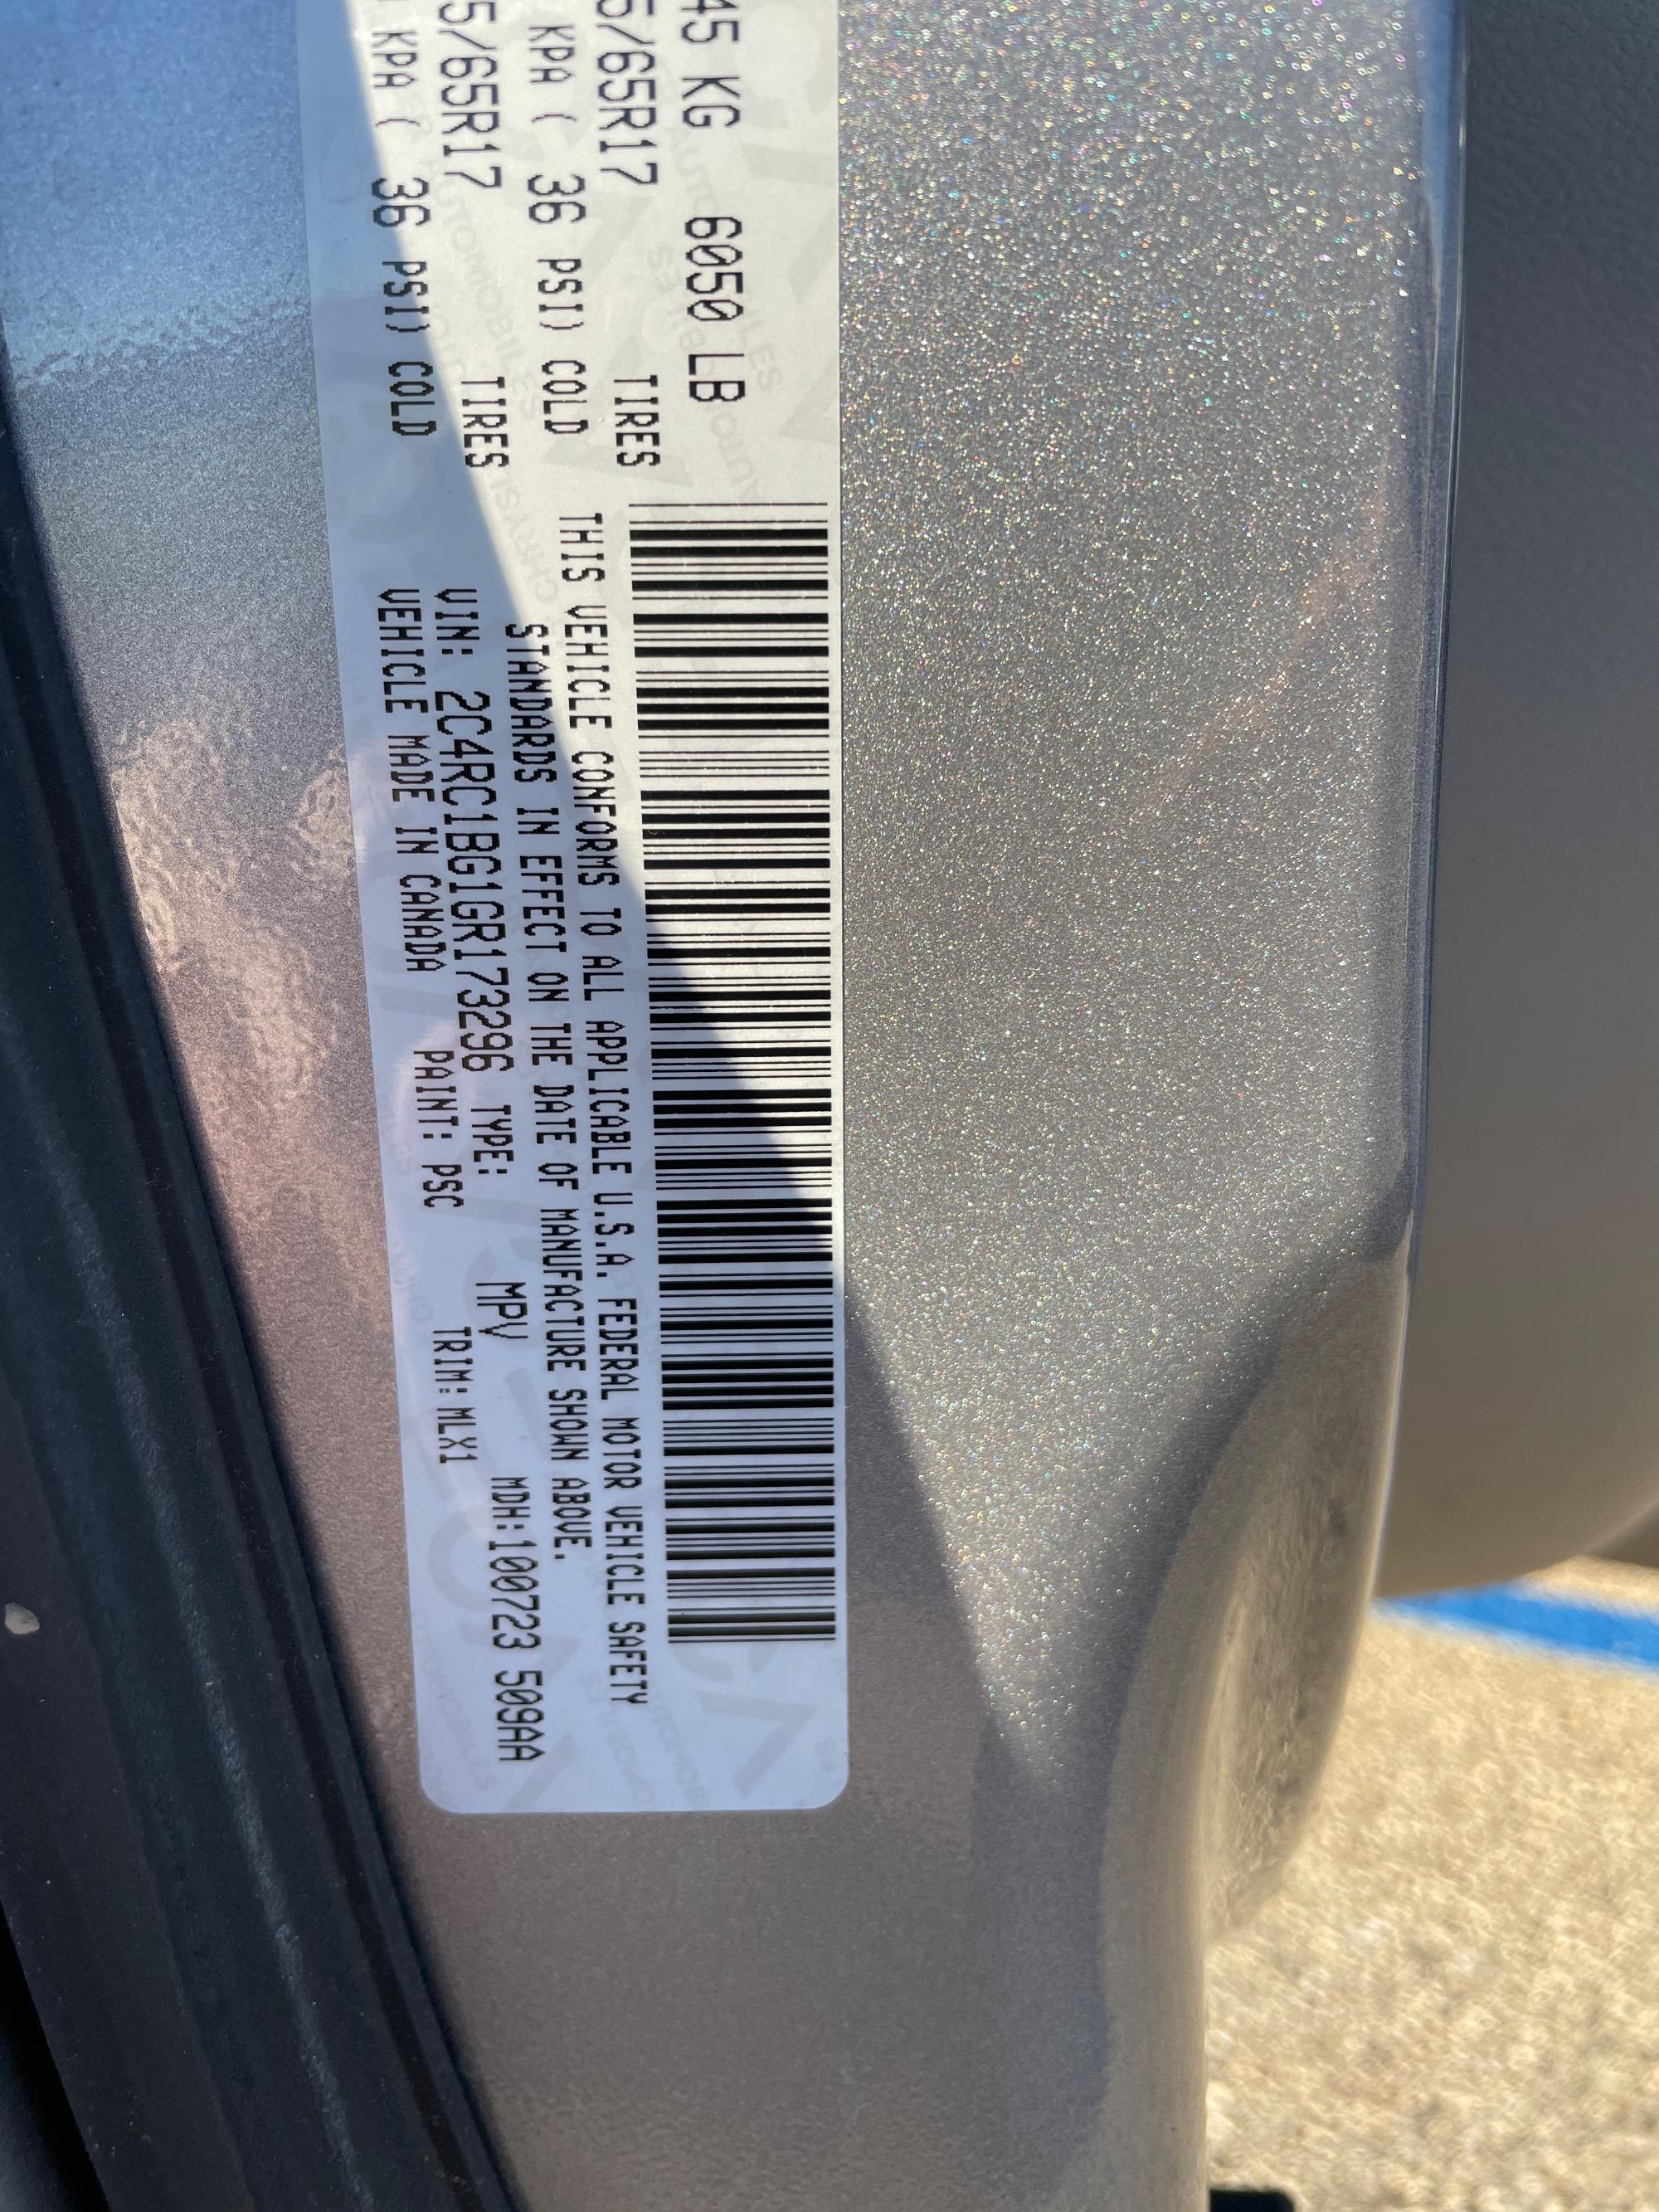 45 KG 6050 LB
5/65R17 TIRES
KPA ( 36 PSI) COLD
5/65R17 TIRES
KPA ( 36 PSI) COLD
THIS VEHICLE CONFORMS TO ALL APPLICABLE U.S.A. FEDERAL MOTOR VEHICLE SAFETY
STANDARDS IN EFFECT ON THE DATE OF MANUFACTURE SHOWN ABOVE.
VIN: 2C4RC1BG1GR173296 TYPE: MPV MDH:100723 509AA
VEHICLE MADE IN CANADA PAINT: PSC TRIM:MLX1